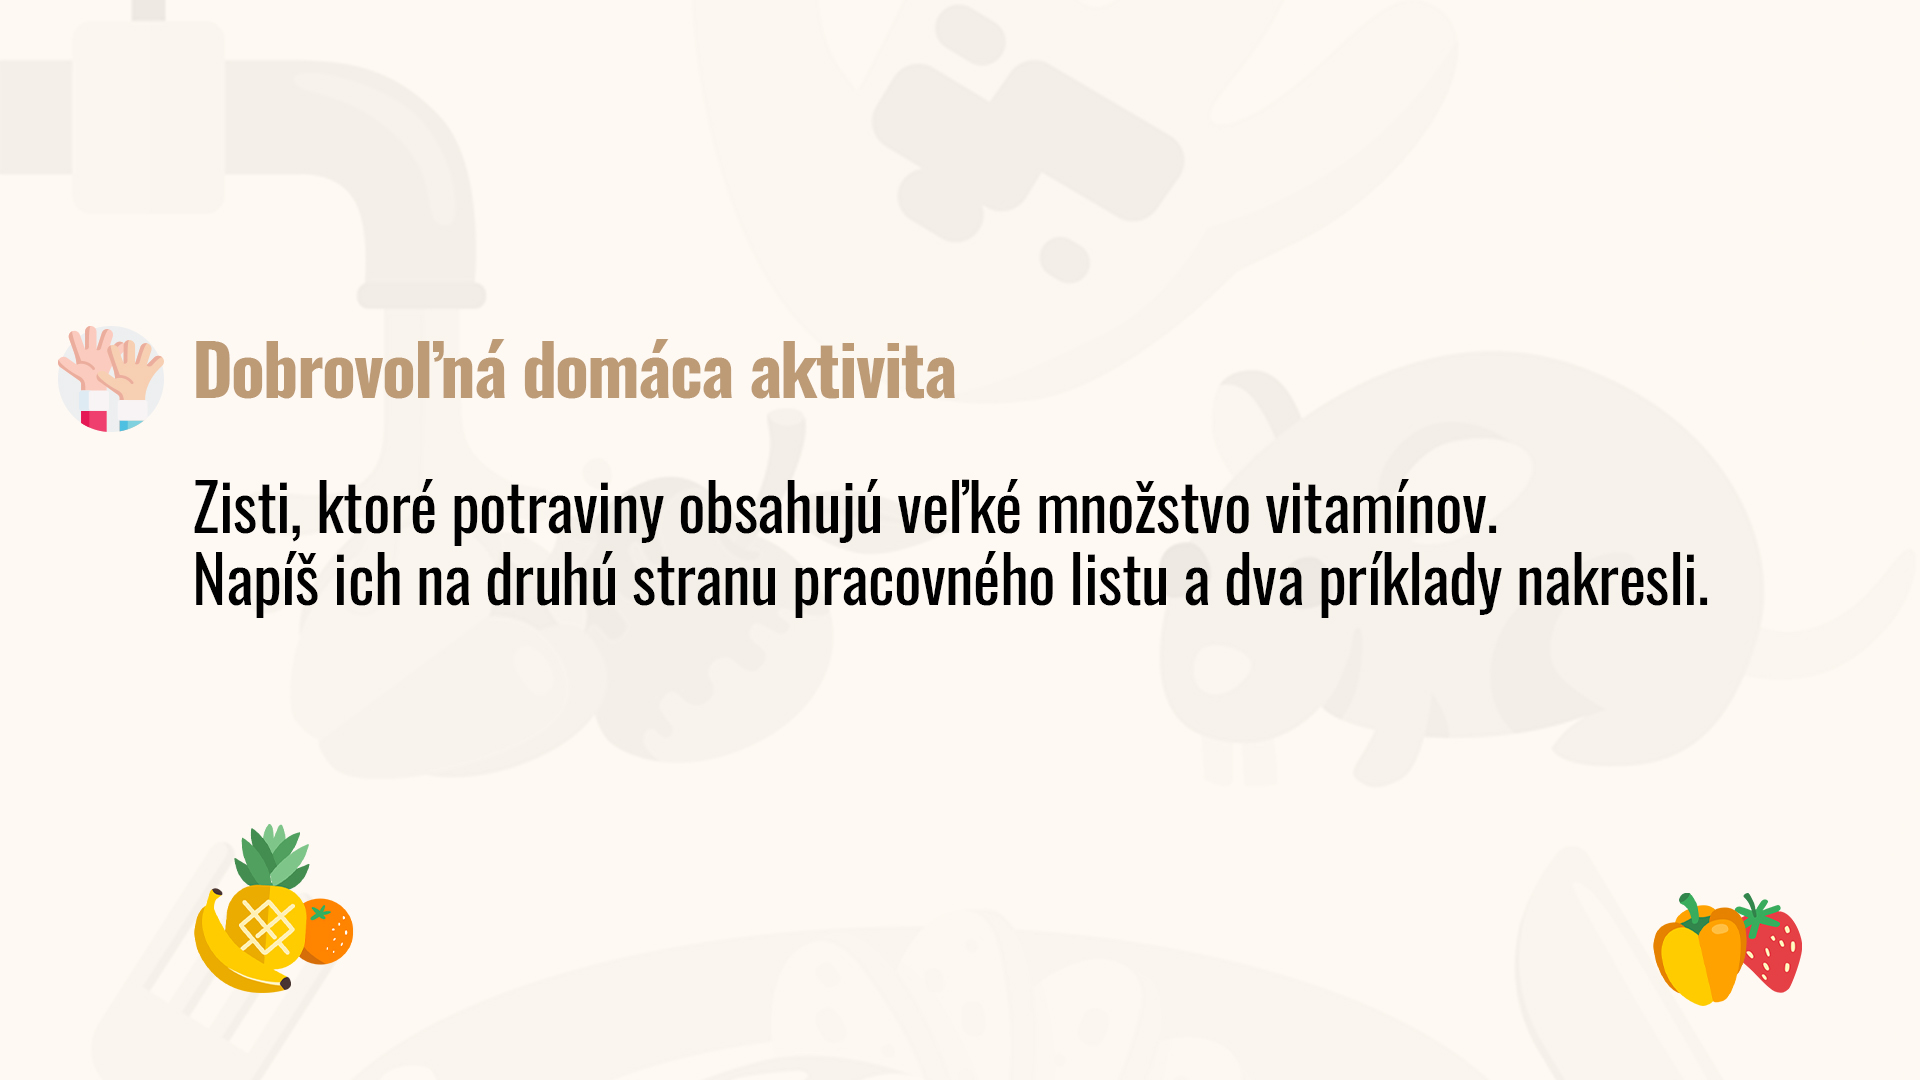 Dobrovoľná domáca aktivita
Zisti, ktoré potraviny obsahujú veľké množstvo vitamínov.
Napíš ich na druhú stranu pracovného listu a dva príklady nakresli.